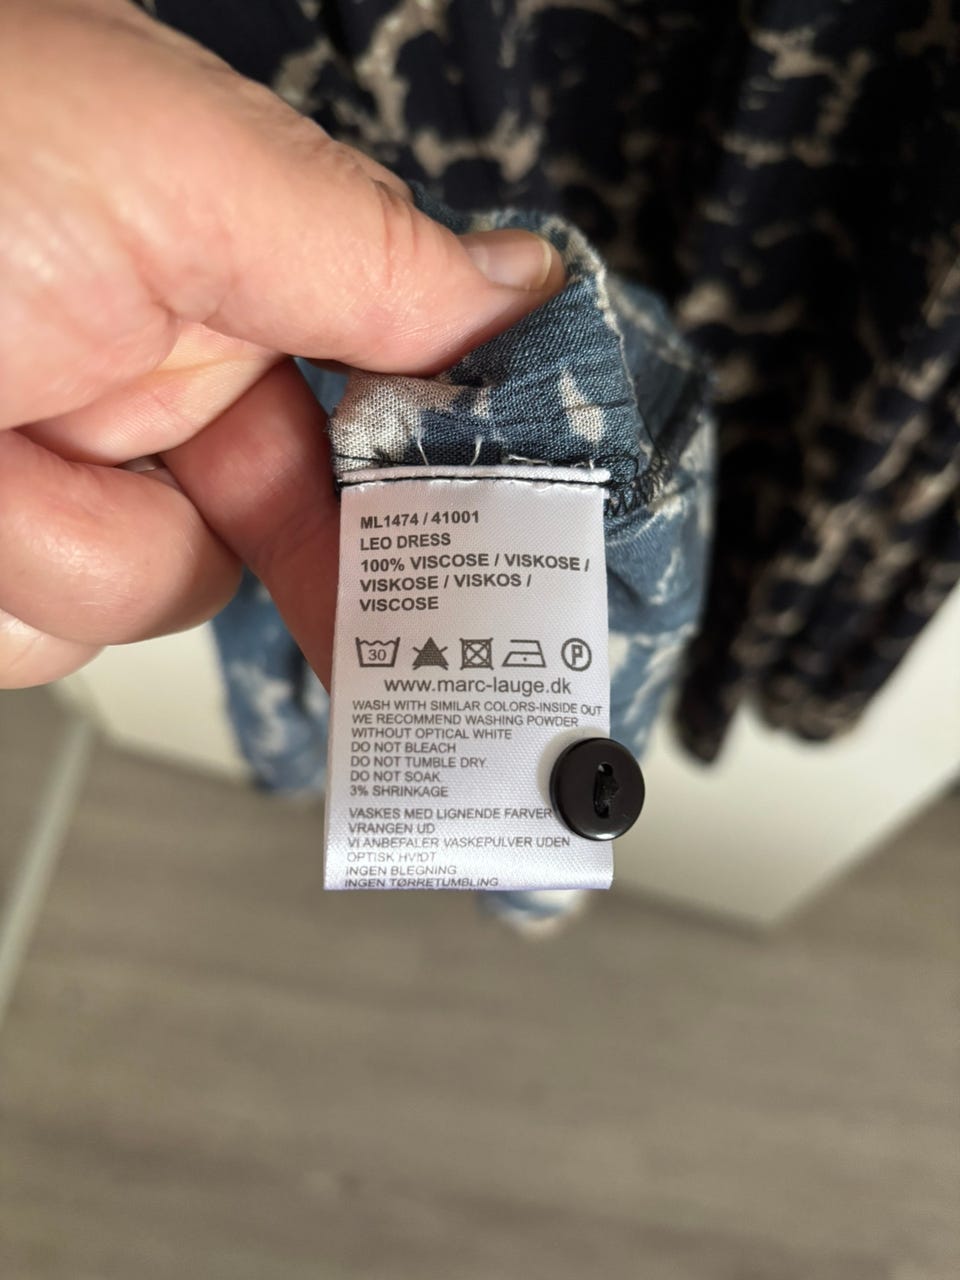 ML1474 / 41001
LEO DRESS
100% VISCOSE / VISKOSE /
VISKOSE / VISKOS /
VISCOSE
30 P
www.marc-lauge.dk
WASH WITH SIMILAR COLORS-INSIDE OUT
WE RECOMMEND WASHING POWDER
WITHOUT OPTICAL WHITE
DO NOT BLEACH
DO NOT TUMBLE DRY.
DO NOT SOAK
3% SHRINKAGE
VASKES MED LIGNENDE FARVER
VRANGEN UD
VI ANBEFALER VASKEPULVER UDEN
OPTISK HVIDT
INGEN BLEGNING
INGEN TØRRETUMBLING